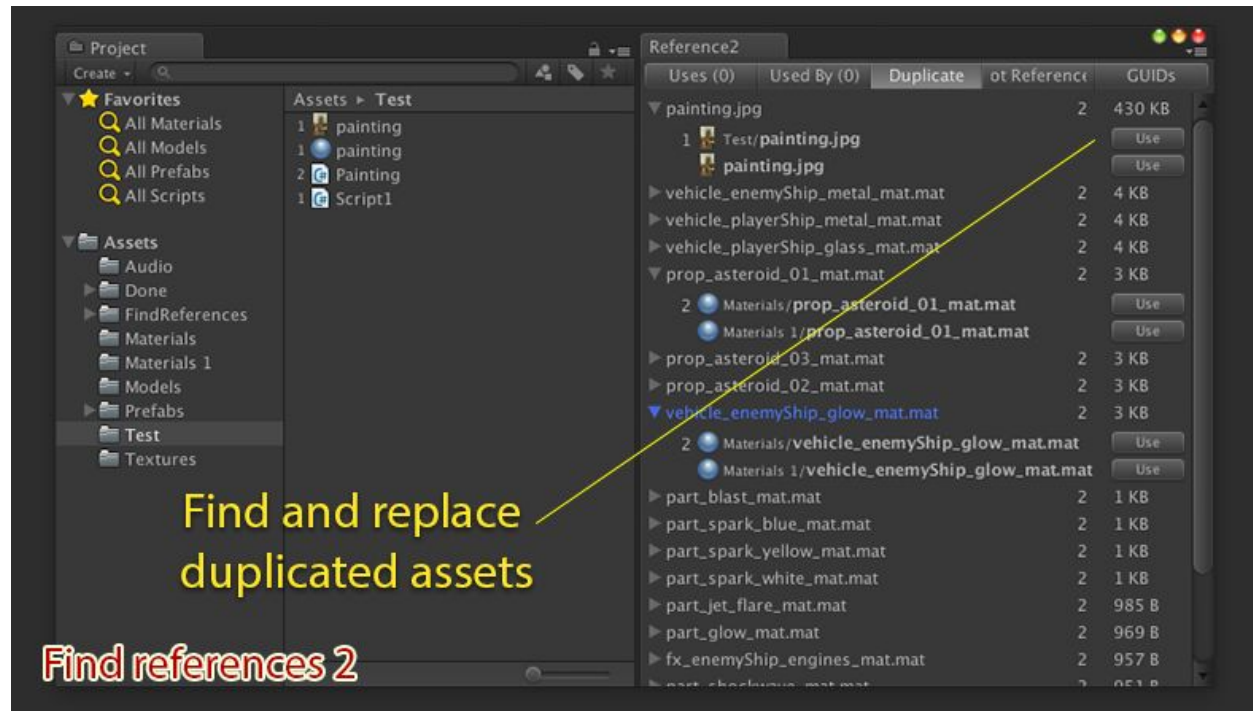 Project
Create
Favorites
All Materials
All Models
All Prefabs
All Scripts
Assets
Audio
Done
FindReferences
Materials
Materials 1
Models
Prefabs
Test
Textures
Assets ▸ Test
1 painting
1 painting
2 Painting
1 Script1
Reference2
Uses (0) Used By (0) Duplicate ot Reference GUIDs
painting.jpg 2 430 KB
1 Test/painting.jpg Use
painting.jpg Use
vehicle_enemyShip_metal_mat.mat 2 4 KB
vehicle_playerShip_metal_mat.mat 2 4 KB
vehicle_playerShip_glass_mat.mat 2 4 KB
prop_asteroid_01_mat.mat 2 3 KB
2 Materials/prop_asteroid_01_mat.mat Use
Materials 1/prop_asteroid_01_mat.mat Use
prop_asteroid_03_mat.mat 2 3 KB
prop_asteroid_02_mat.mat 2 3 KB
vehicle_enemyShip_glow_mat.mat 2 3 KB
2 Materials/vehicle_enemyShip_glow_mat.mat Use
Materials 1/vehicle_enemyShip_glow_mat.mat Use
part_blast_mat.mat 2 1 KB
part_spark_blue_mat.mat 2 1 KB
part_spark_yellow_mat.mat 2 1 KB
part_spark_white_mat.mat 2 1 KB
part_jet_flare_mat.mat 2 985 B
part_glow_mat.mat 2 969 B
fx_enemyShip_engines_mat.mat 2 957 B
Find and replace
duplicated assets
Find references 2